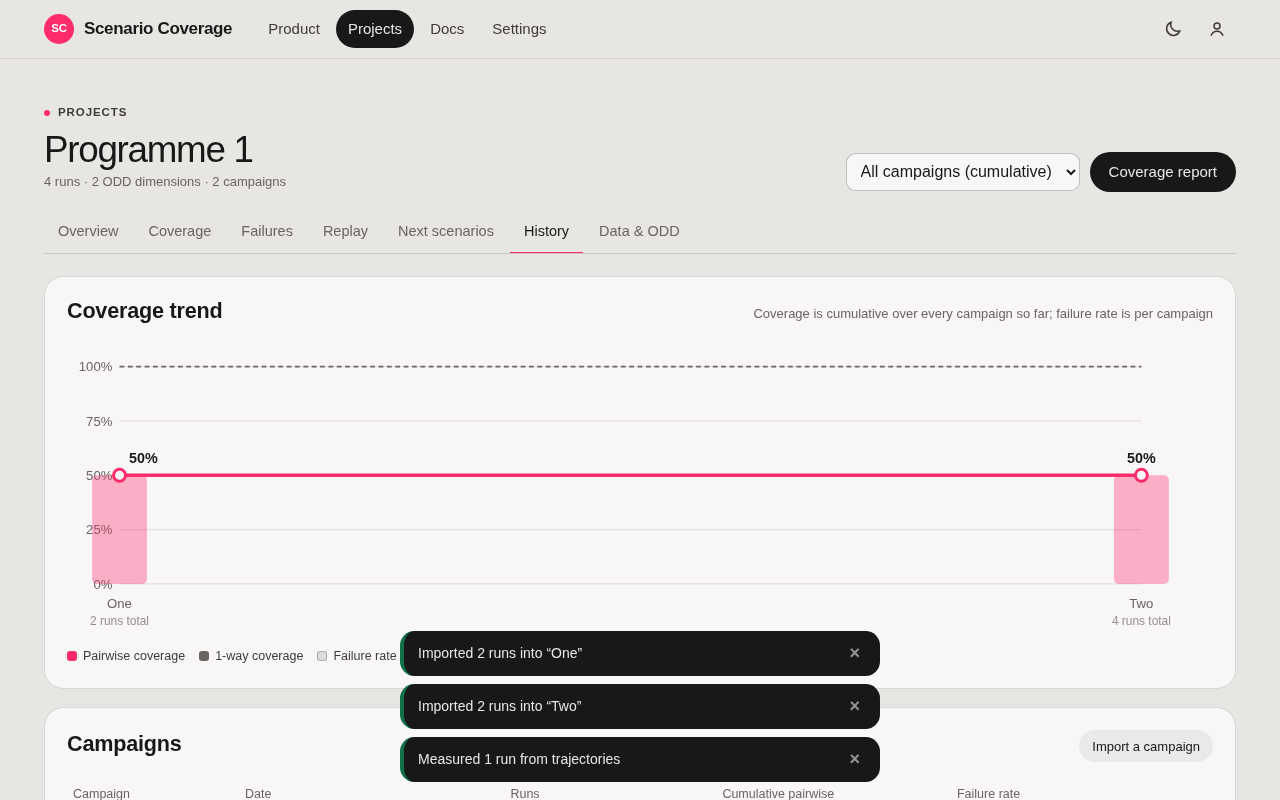 SC Scenario Coverage Product Projects Docs Settings
PROJECTS
Programme 1
4 runs · 2 ODD dimensions · 2 campaigns
All campaigns (cumulative) Coverage report
Overview Coverage Failures Replay Next scenarios History Data & ODD
Coverage trend
Coverage is cumulative over every campaign so far; failure rate is per campaign
100%
75%
50% 50%
50%
25%
0%
One Two
2 runs total 4 runs total
Pairwise coverage 1-way coverage Failure rate
Imported 2 runs into “One” ×
Imported 2 runs into “Two” ×
Measured 1 run from trajectories ×
Campaigns Import a campaign
Campaign Date Runs Cumulative pairwise Failure rate